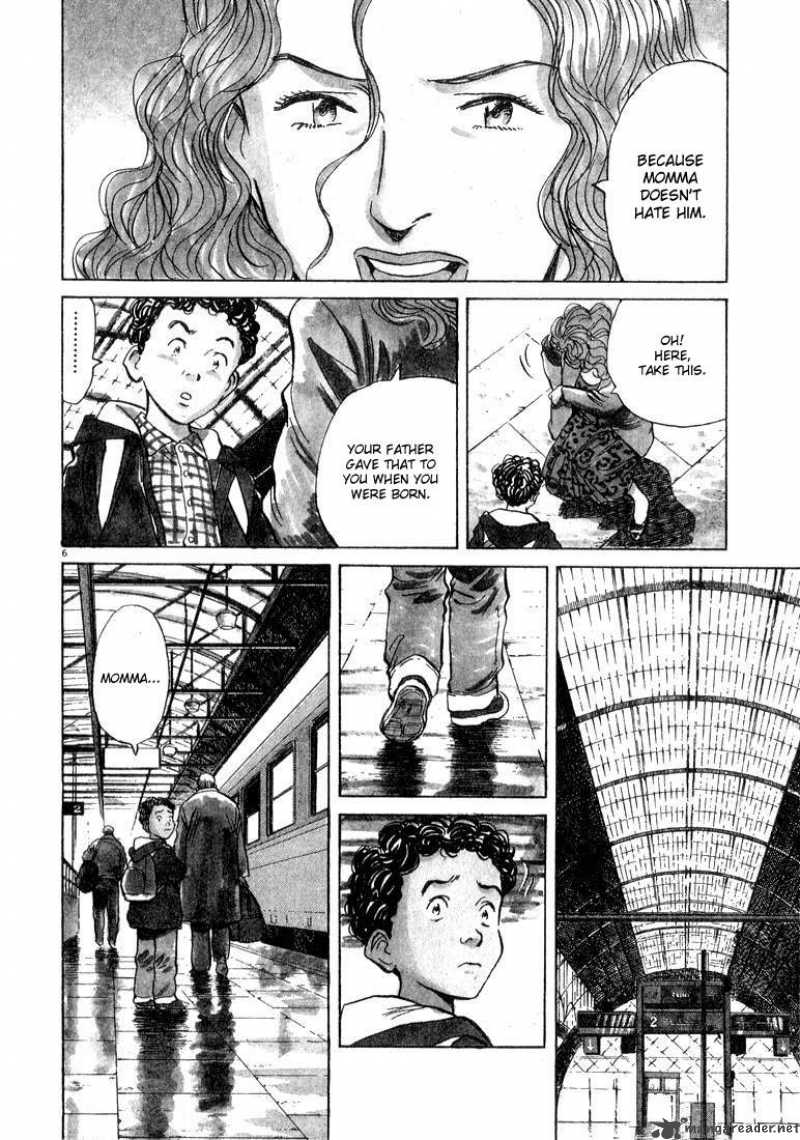 BECAUSE
MOMMA
DOESN'T
HATE HIM.
OH!
HERE,
TAKE THIS.
YOUR FATHER
GAVE THAT TO
YOU WHEN YOU
WERE BORN.
..........
6
2
MOMMA...
2
mangareader.net